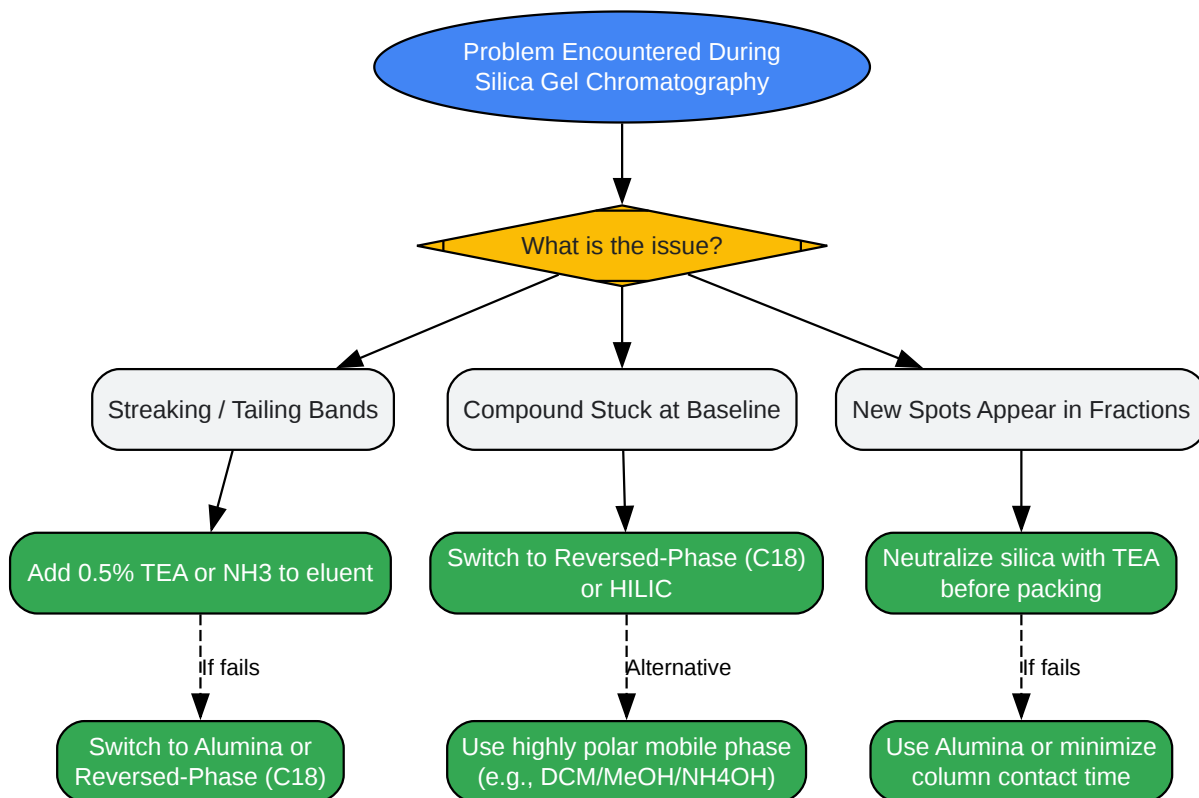 Problem Encountered During
Silica Gel Chromatography
What is the issue?
Streaking / Tailing Bands
Compound Stuck at Baseline
New Spots Appear in Fractions
Add 0.5% TEA or NH3 to eluent
Switch to Reversed-Phase (C18)
or HILIC
Neutralize silica with TEA
before packing
If fails
Alternative
If fails
Switch to Alumina or
Reversed-Phase (C18)
Use highly polar mobile phase
(e.g., DCM/MeOH/NH4OH)
Use Alumina or minimize
column contact time